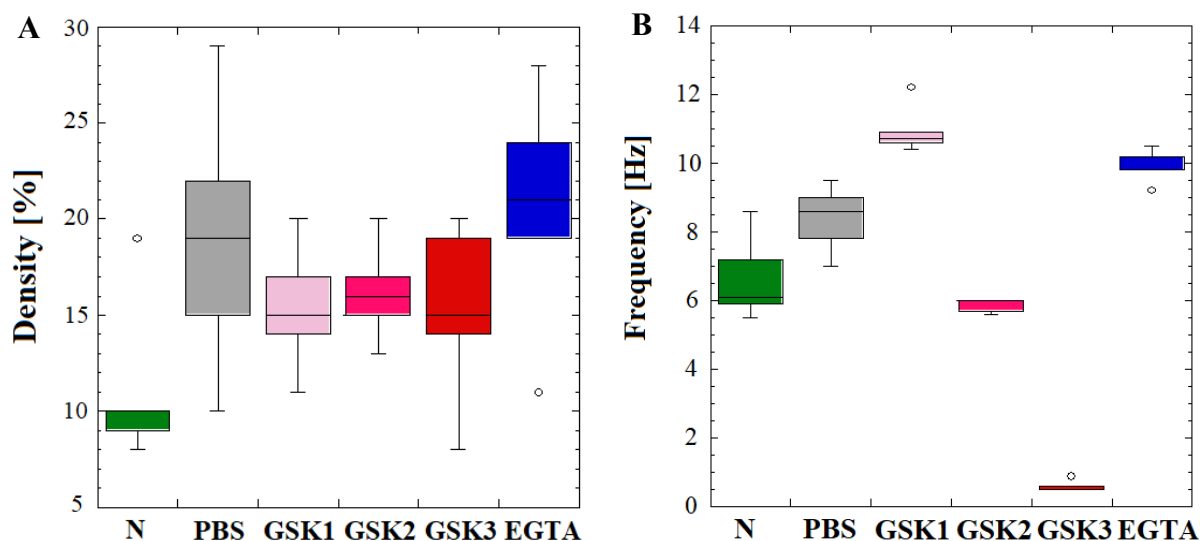 A
Density [%]
30
25
20
15
10
5
N PBS GSK1 GSK2 GSK3 EGTA
B
Frequency [Hz]
14
12
10
8
6
4
2
0
N PBS GSK1 GSK2 GSK3 EGTA